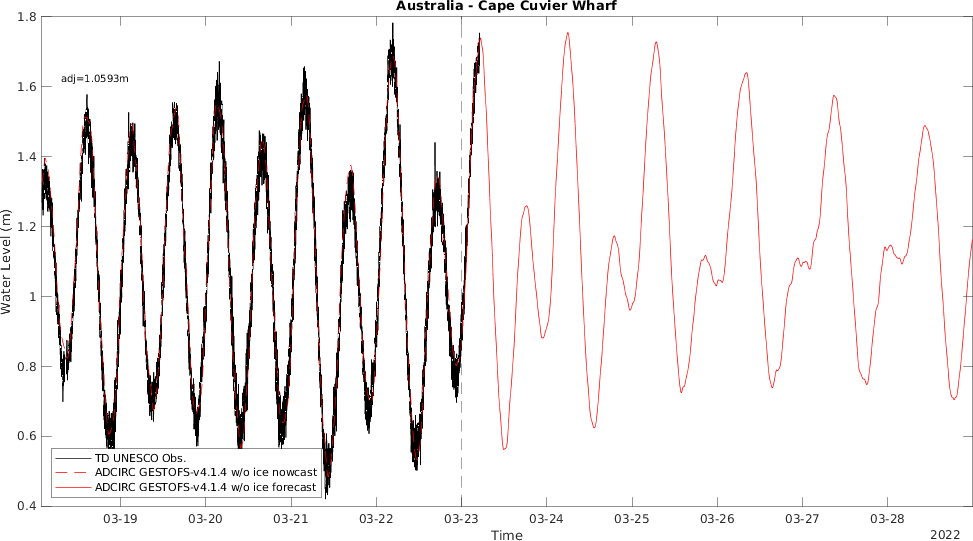 Australia - Cape Cuvier Wharf
1.8
1.6
1.4
1.2
1
0.8
0.6
0.4
Water Level (m)
adj=1.0593m
TD UNESCO Obs.
ADCIRC GESTOFS-v4.1.4 w/o ice nowcast
ADCIRC GESTOFS-v4.1.4 w/o ice forecast
03-19 03-20 03-21 03-22 03-23 03-24 03-25 03-26 03-27 03-28
Time
2022